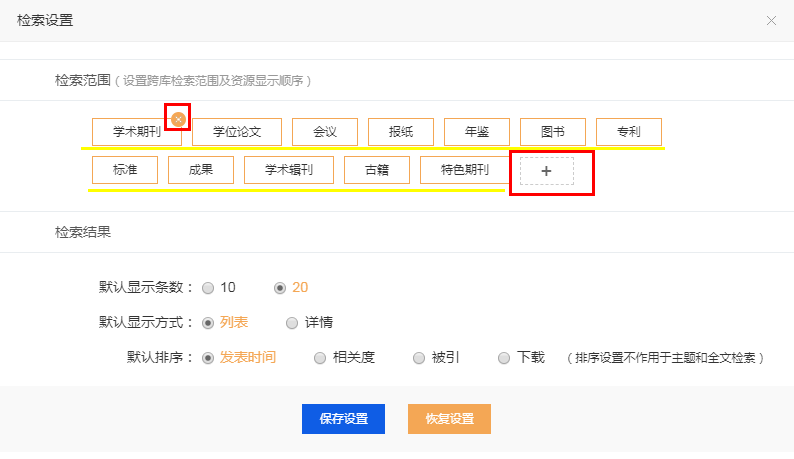 检索设置
检索范围(设置跨库检索范围及资源显示顺序)
学术期刊 学位论文 会议 报纸 年鉴 图书 专利
标准 成果 学术辑刊 古籍 特色期刊 +
检索结果
默认显示条数: 10 20
默认显示方式: 列表 详情
默认排序: 发表时间 相关度 被引 下载 (排序设置不作用于主题和全文检索)
保存设置 恢复设置